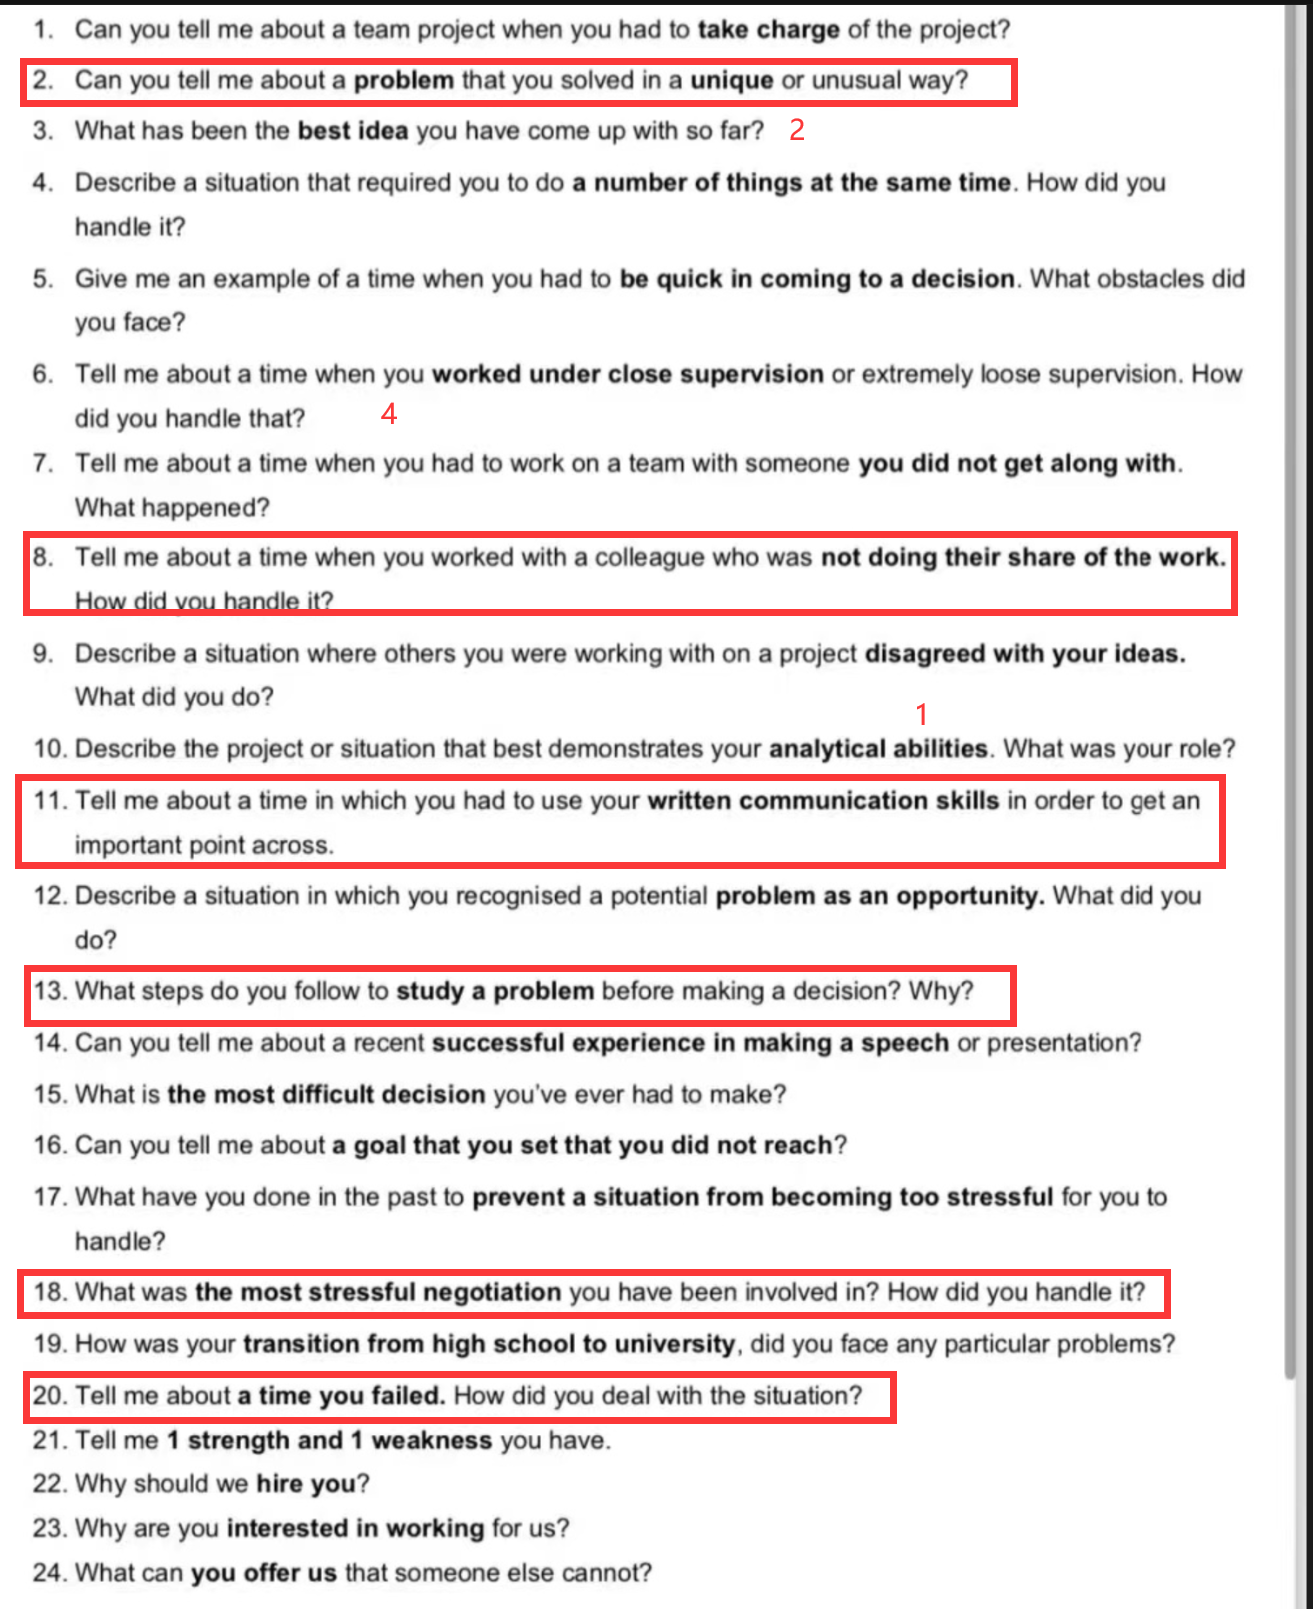 1. Can you tell me about a team project when you had to take charge of the project?
2. Can you tell me about a problem that you solved in a unique or unusual way?
3. What has been the best idea you have come up with so far? 2
4. Describe a situation that required you to do a number of things at the same time. How did you
handle it?
5. Give me an example of a time when you had to be quick in coming to a decision. What obstacles did
you face?
6. Tell me about a time when you worked under close supervision or extremely loose supervision. How
did you handle that? 4
7. Tell me about a time when you had to work on a team with someone you did not get along with.
What happened?
8. Tell me about a time when you worked with a colleague who was not doing their share of the work.
How did you handle it?
9. Describe a situation where others you were working with on a project disagreed with your ideas.
What did you do?
1
10. Describe the project or situation that best demonstrates your analytical abilities. What was your role?
11. Tell me about a time in which you had to use your written communication skills in order to get an
important point across.
12. Describe a situation in which you recognised a potential problem as an opportunity. What did you
do?
13. What steps do you follow to study a problem before making a decision? Why?
14. Can you tell me about a recent successful experience in making a speech or presentation?
15. What is the most difficult decision you've ever had to make?
16. Can you tell me about a goal that you set that you did not reach?
17. What have you done in the past to prevent a situation from becoming too stressful for you to
handle?
18. What was the most stressful negotiation you have been involved in? How did you handle it?
19. How was your transition from high school to university, did you face any particular problems?
20. Tell me about a time you failed. How did you deal with the situation?
21. Tell me 1 strength and 1 weakness you have.
22. Why should we hire you?
23. Why are you interested in working for us?
24. What can you offer us that someone else cannot?